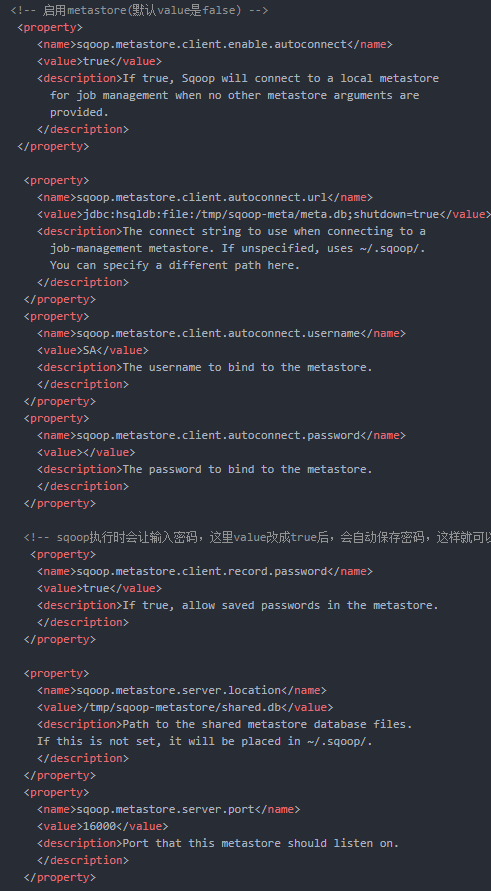 <!-- 启用metastore(默认value是false) -->
<property>
<name>sqoop.metastore.client.enable.autoconnect</name>
<value>true</value>
<description>If true, Sqoop will connect to a local metastore
for job management when no other metastore arguments are
provided.
</description>
</property>
<property>
<name>sqoop.metastore.client.autoconnect.url</name>
<value>jdbc:hsqldb:file:/tmp/sqoop-meta/meta.db;shutdown=true</value>
<description>The connect string to use when connecting to a
job-management metastore. If unspecified, uses ~/.sqoop/.
You can specify a different path here.
</description>
</property>
<property>
<name>sqoop.metastore.client.autoconnect.username</name>
<value>SA</value>
<description>The username to bind to the metastore.
</description>
</property>
<property>
<name>sqoop.metastore.client.autoconnect.password</name>
<value></value>
<description>The password to bind to the metastore.
</description>
</property>
<!-- sqoop执行时会让输入密码，这里value改成true后，会自动保存密码，这样就可以
<property>
<name>sqoop.metastore.client.record.password</name>
<value>true</value>
<description>If true, allow saved passwords in the metastore.
</description>
</property>
<property>
<name>sqoop.metastore.server.location</name>
<value>/tmp/sqoop-metastore/shared.db</value>
<description>Path to the shared metastore database files.
If this is not set, it will be placed in ~/.sqoop/.
</description>
</property>
<property>
<name>sqoop.metastore.server.port</name>
<value>16000</value>
<description>Port that this metastore should listen on.
</description>
</property>